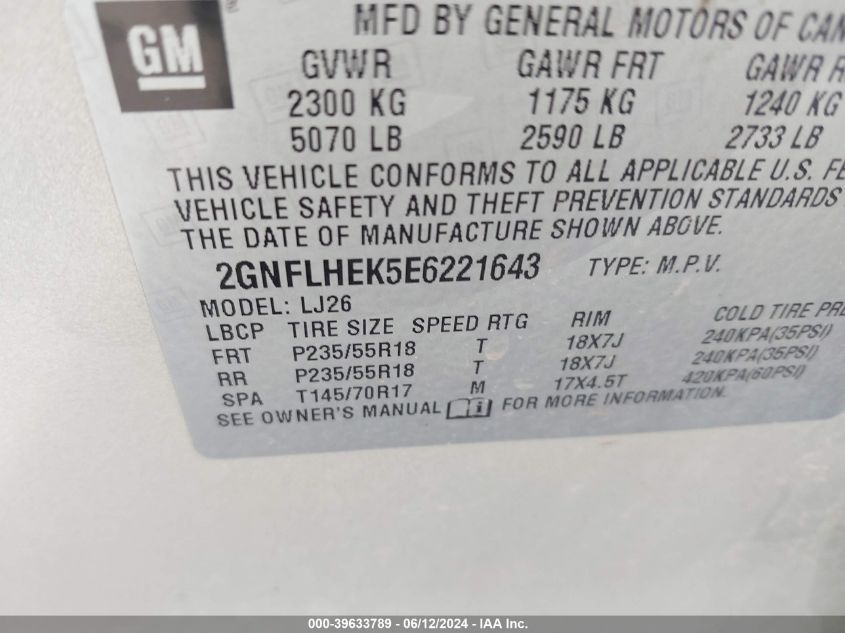 GM
MFD BY GENERAL MOTORS OF CAN
GVWR GAWR FRT GAWR R
2300 KG 1175 KG 1240 KG
5070 LB 2590 LB 2733 LB
THIS VEHICLE CONFORMS TO ALL APPLICABLE U.S. FE
VEHICLE SAFETY AND THEFT PREVENTION STANDARDS
THE DATE OF MANUFACTURE SHOWN ABOVE.
2GNFLHEK5E6221643 TYPE: M.P.V.
MODEL: LJ26
LBCP TIRE SIZE SPEED RTG RIM COLD TIRE PRE
FRT P235/55R18 T 18X7J 240KPA(35PSI)
RR P235/55R18 T 18X7J 240KPA(35PSI)
SPA T145/70R17 M 17X4.5T 420KPA(60PSI)
SEE OWNER'S MANUAL FOR MORE INFORMATION.
000-39633789 - 06/12/2024 - IAA Inc.